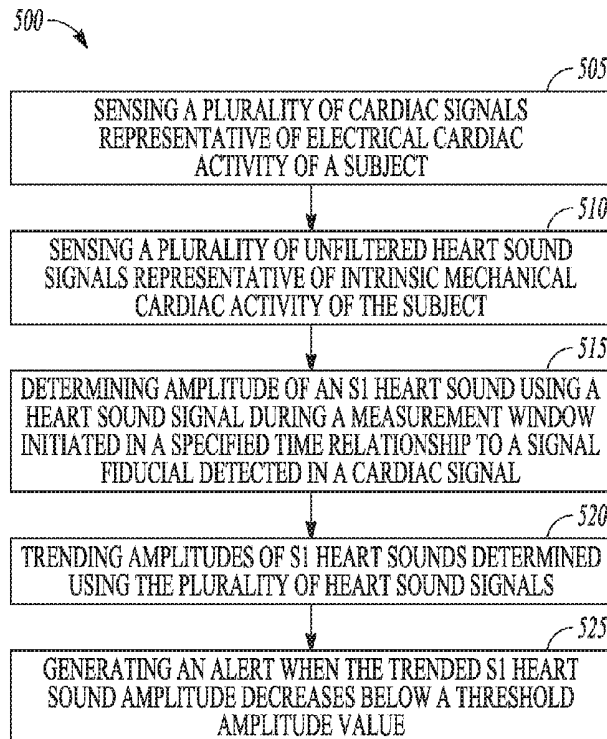 500
505
SENSING A PLURALITY OF CARDIAC SIGNALS
REPRESENTATIVE OF ELECTRICAL CARDIAC
ACTIVITY OF A SUBJECT
510
SENSING A PLURALITY OF UNFILTERED HEART SOUND
SIGNALS REPRESENTATIVE OF INTRINSIC MECHANICAL
CARDIAC ACTIVITY OF THE SUBJECT
515
DETERMINING AMPLITUDE OF AN S1 HEART SOUND USING A
HEART SOUND SIGNAL DURING A MEASUREMENT WINDOW
INITIATED IN A SPECIFIED TIME RELATIONSHIP TO A SIGNAL
FIDUCIAL DETECTED IN A CARDIAC SIGNAL
520
TRENDING AMPLITUDES OF S1 HEART SOUNDS DETERMINED
USING THE PLURALITY OF HEART SOUND SIGNALS
525
GENERATING AN ALERT WHEN THE TRENDED S1 HEART
SOUND AMPLITUDE DECREASES BELOW A THRESHOLD
AMPLITUDE VALUE